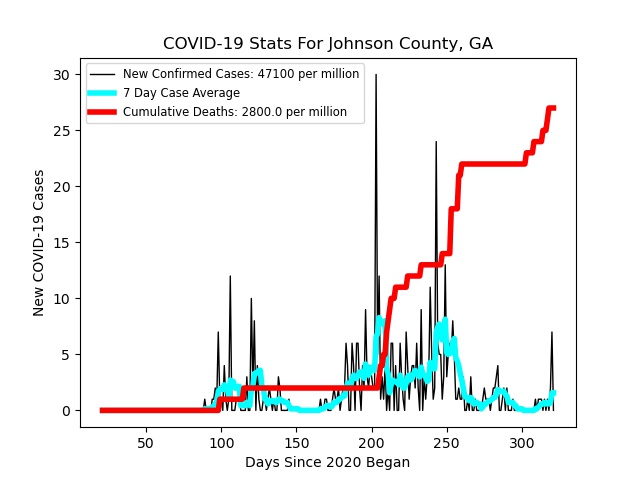 COVID-19 Stats For Johnson County, GA
New Confirmed Cases: 47100 per million
7 Day Case Average
Cumulative Deaths: 2800.0 per million
New COVID-19 Cases
30
25
20
15
10
5
0
50 100 150 200 250 300
Days Since 2020 Began